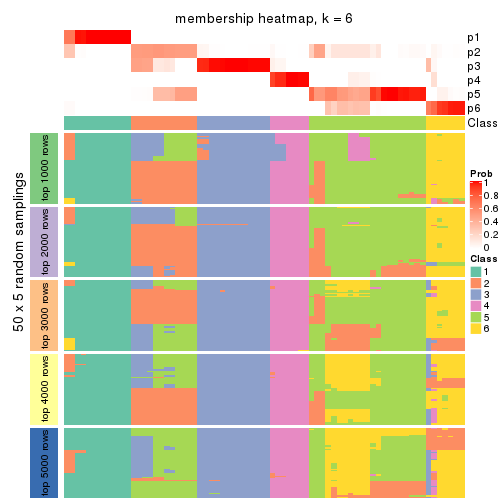 membership heatmap, k = 6
p1
p2
p3
p4
p5
p6
Class
50 x 5 random samplings
top 1000 rows
top 2000 rows
top 3000 rows
top 4000 rows
top 5000 rows
Prob
1
0.8
0.6
0.4
0.2
0
Class
1
2
3
4
5
6